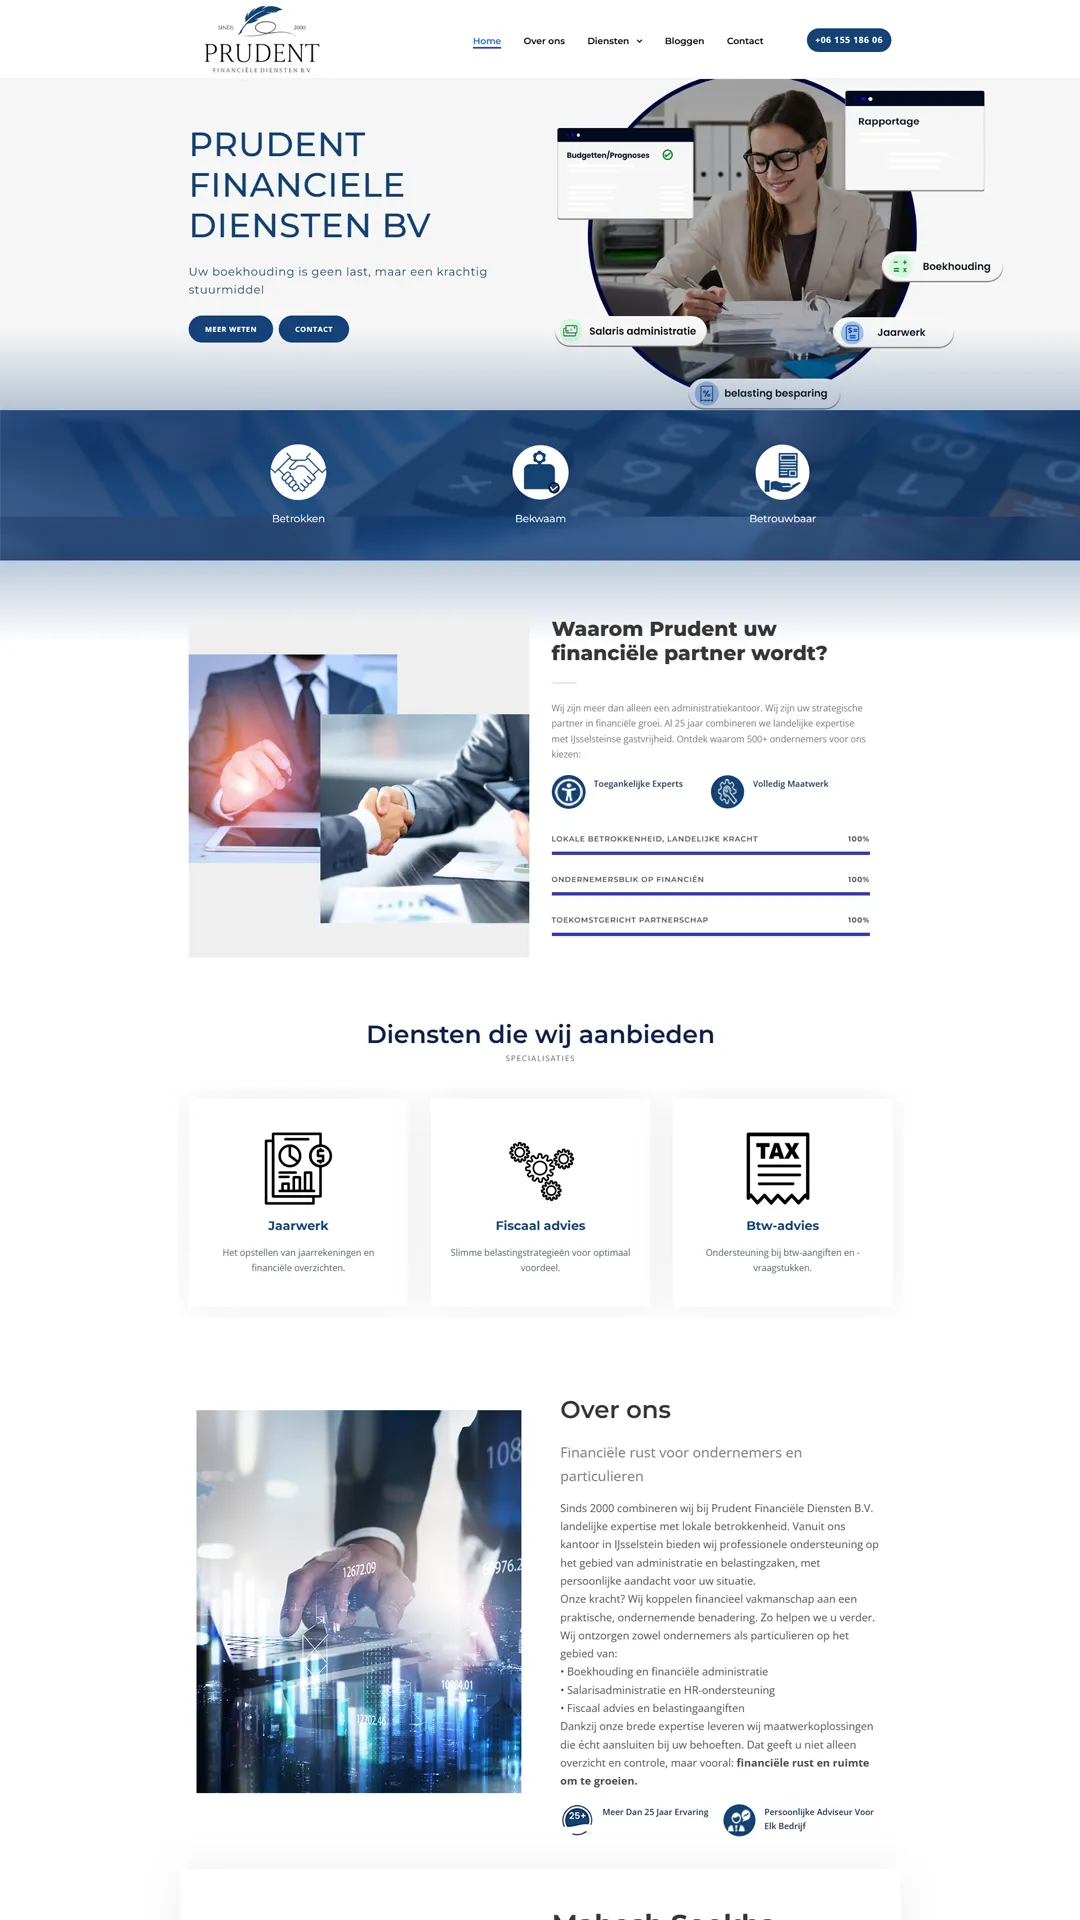 SINDS 2000
PRUDENT
FINANCIËLE DIENSTEN B.V.
Home
Over ons
Diensten
Bloggen
Contact
+06 155 186 06
PRUDENT
FINANCIELE
DIENSTEN BV
Uw boekhouding is geen last, maar een krachtig
stuurmiddel
MEER WETEN
CONTACT
Budgetten/Prognoses
Rapportage
Boekhouding
Salaris administratie
Jaarwerk
belasting besparing
Betrokken
Bekwaam
Betrouwbaar
Waarom Prudent uw
financiële partner wordt?
Wij zijn meer dan alleen een administratiekantoor. Wij zijn uw strategische
partner in financiële groei. Al 25 jaar combineren we landelijke expertise
met IJsselsteinse gastvrijheid. Ontdek waarom 500+ ondernemers voor ons
kiezen:
Toegankelijke Experts
Volledig Maatwerk
LOKALE BETROKKENHEID, LANDELIJKE KRACHT 100%
ONDERNEMERSBLIK OP FINANCIËN 100%
TOEKOMSTGERICHT PARTNERSCHAP 100%
Diensten die wij aanbieden
SPECIALISATIES
TAX
Jaarwerk
Het opstellen van jaarrekeningen en
financiële overzichten.
Fiscaal advies
Slimme belastingstrategieën voor optimaal
voordeel.
Btw-advies
Ondersteuning bij btw-aangiften en -
vraagstukken.
108
12672.09
6976.2
10864.01
12202.46
Over ons
Financiële rust voor ondernemers en
particulieren
Sinds 2000 combineren wij bij Prudent Financiële Diensten B.V.
landelijke expertise met lokale betrokkenheid. Vanuit ons
kantoor in IJsselstein bieden wij professionele ondersteuning op
het gebied van administratie en belastingzaken, met
persoonlijke aandacht voor uw situatie.
Onze kracht? Wij koppelen financieel vakmanschap aan een
praktische, ondernemende benadering. Zo helpen we u verder.
Wij ontzorgen zowel ondernemers als particulieren op het
gebied van:
• Boekhouding en financiële administratie
• Salarisadministratie en HR-ondersteuning
• Fiscaal advies en belastingaangiften
Dankzij onze brede expertise leveren wij maatwerkoplossingen
die écht aansluiten bij uw behoeften. Dat geeft u niet alleen
overzicht en controle, maar vooral: financiële rust en ruimte
om te groeien.
25+
Meer Dan 25 Jaar Ervaring
Persoonlijke Adviseur Voor
Elk Bedrijf